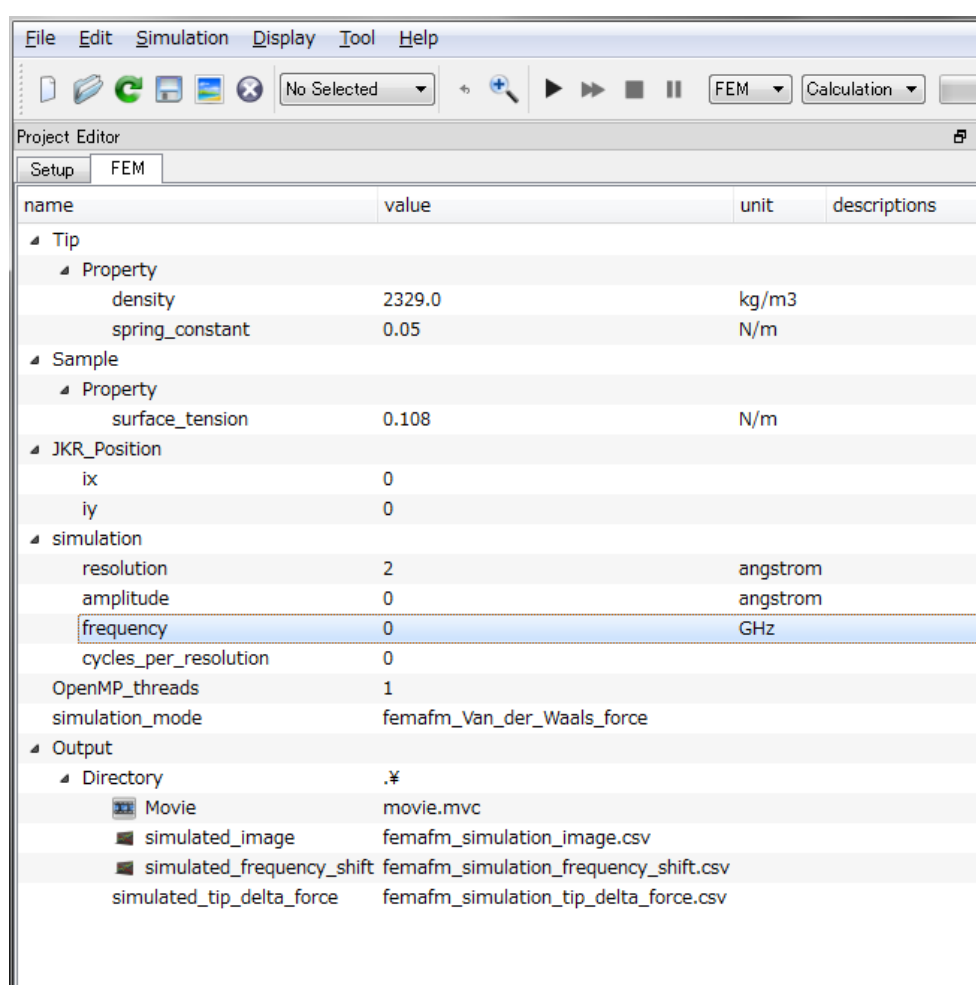 File Edit Simulation Display Tool Help
No Selected FEM Calculation
Project Editor
Setup FEM
name value unit descriptions
Tip
Property
density 2329.0 kg/m3
spring_constant 0.05 N/m
Sample
Property
surface_tension 0.108 N/m
JKR_Position
ix 0
iy 0
simulation
resolution 2 angstrom
amplitude 0 angstrom
frequency 0 GHz
cycles_per_resolution 0
OpenMP_threads 1
simulation_mode femafm_Van_der_Waals_force
Output
Directory .¥
Movie movie.mvc
simulated_image femafm_simulation_image.csv
simulated_frequency_shift femafm_simulation_frequency_shift.csv
simulated_tip_delta_force femafm_simulation_tip_delta_force.csv